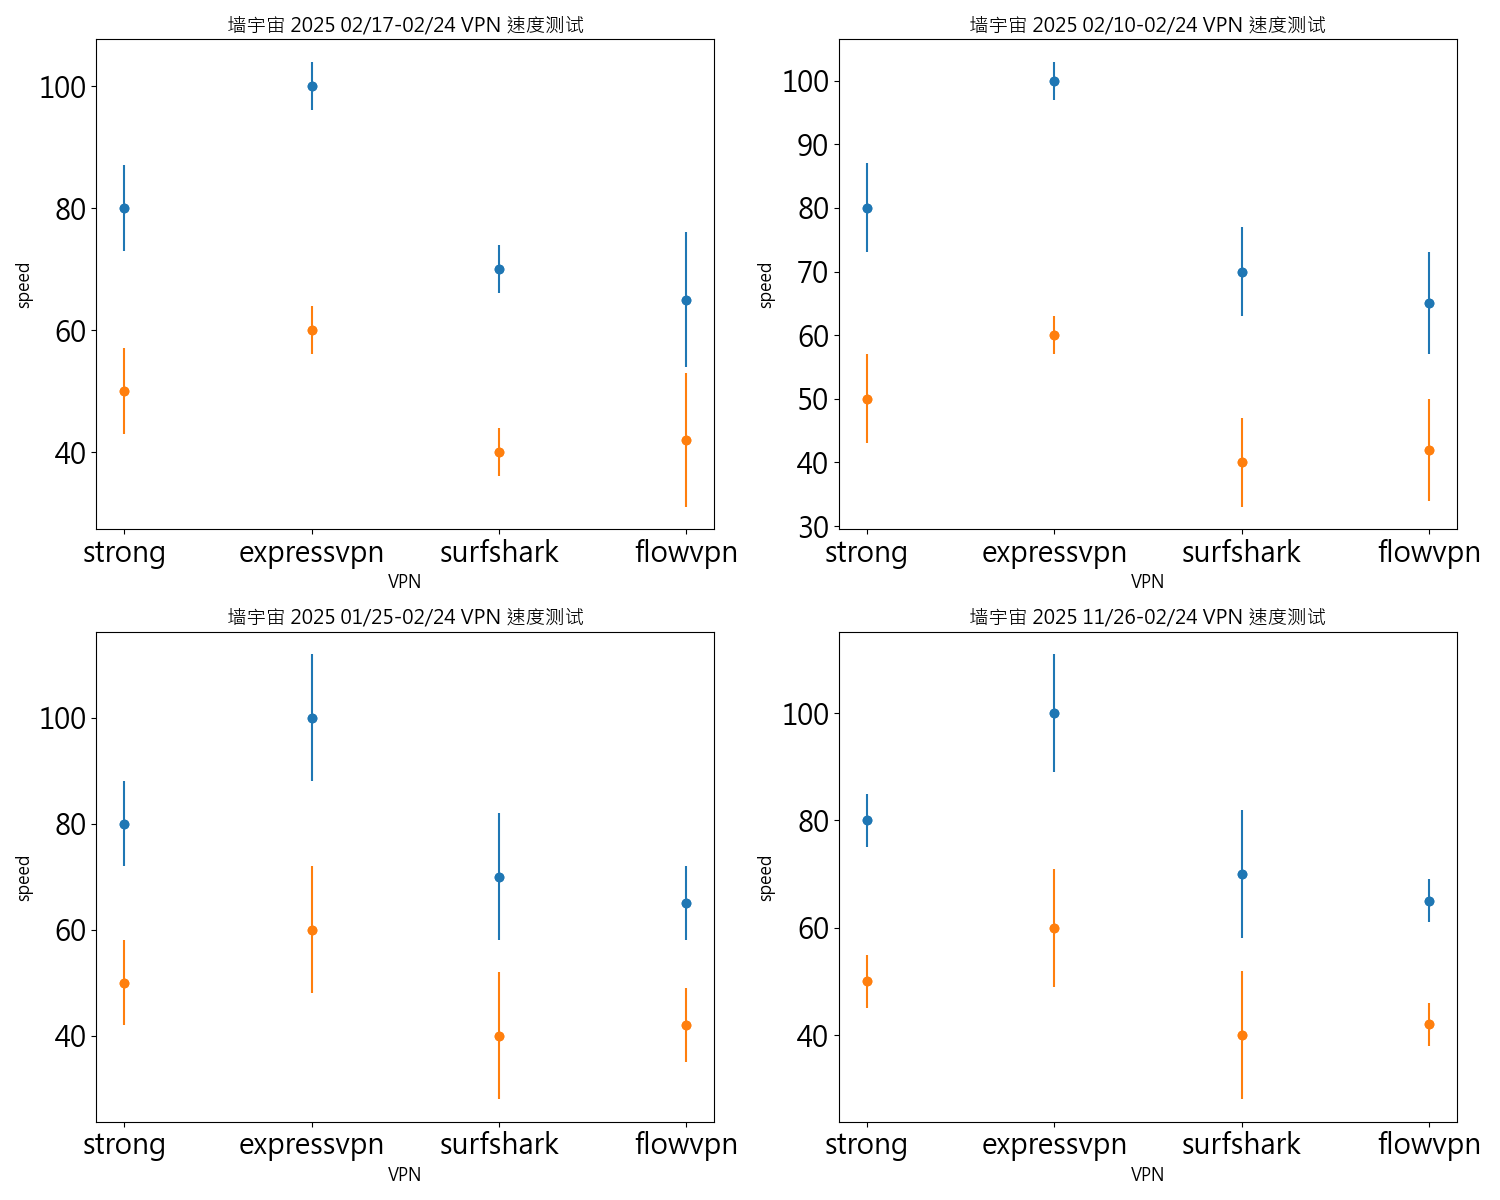 墙宇宙 2025 02/17-02/24 VPN 速度测试
100
80
60
40
speed
strong expressvpn surfshark flowvpn
VPN
墙宇宙 2025 02/10-02/24 VPN 速度测试
100
90
80
70
60
50
40
30
speed
strong expressvpn surfshark flowvpn
VPN
墙宇宙 2025 01/25-02/24 VPN 速度测试
100
80
60
40
speed
strong expressvpn surfshark flowvpn
VPN
墙宇宙 2025 11/26-02/24 VPN 速度测试
100
80
60
40
speed
strong expressvpn surfshark flowvpn
VPN